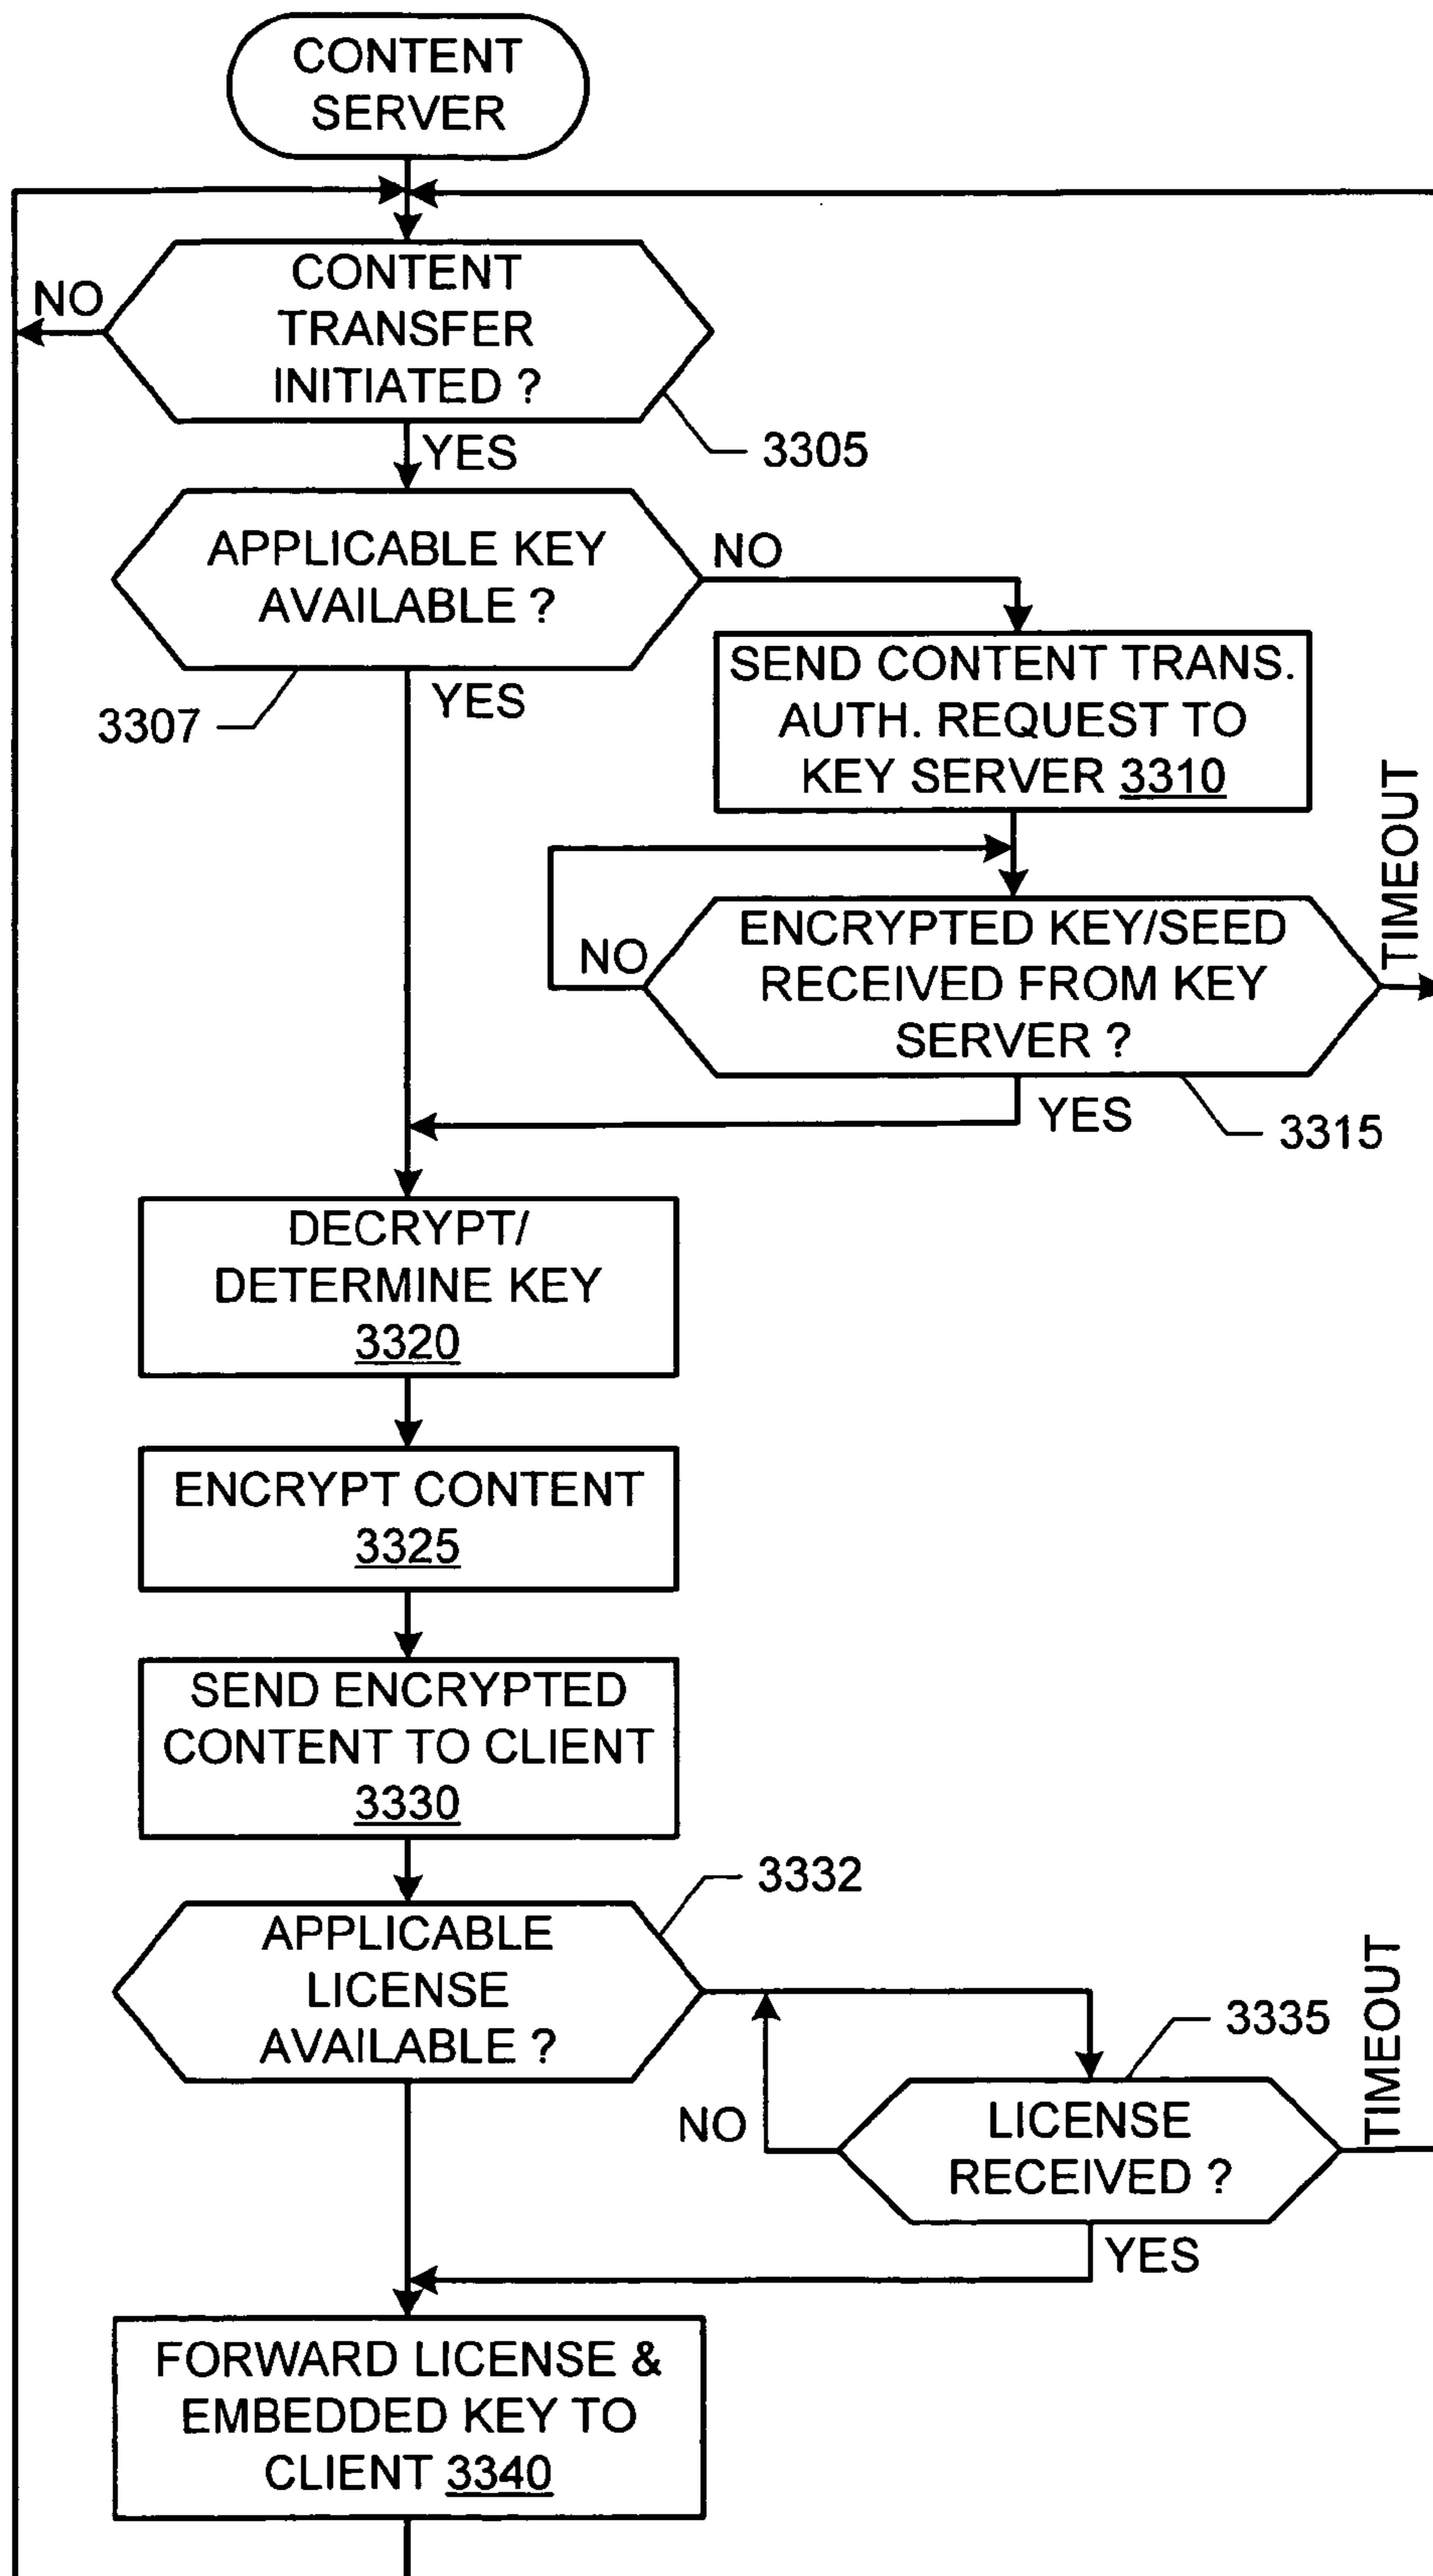 CONTENT
SERVER
CONTENT
TRANSFER
INITIATED ?
NO
3305
YES
APPLICABLE KEY
AVAILABLE ?
NO
3307
YES
SEND CONTENT TRANS.
AUTH. REQUEST TO
KEY SERVER 3310
TIMEOUT
ENCRYPTED KEY/SEED
RECEIVED FROM KEY
SERVER ?
NO
YES
3315
DECRYPT/
DETERMINE KEY
3320
ENCRYPT CONTENT
3325
SEND ENCRYPTED
CONTENT TO CLIENT
3330
3332
APPLICABLE
LICENSE
AVAILABLE ?
3335
TIMEOUT
NO
LICENSE
RECEIVED ?
YES
FORWARD LICENSE &
EMBEDDED KEY TO
CLIENT 3340